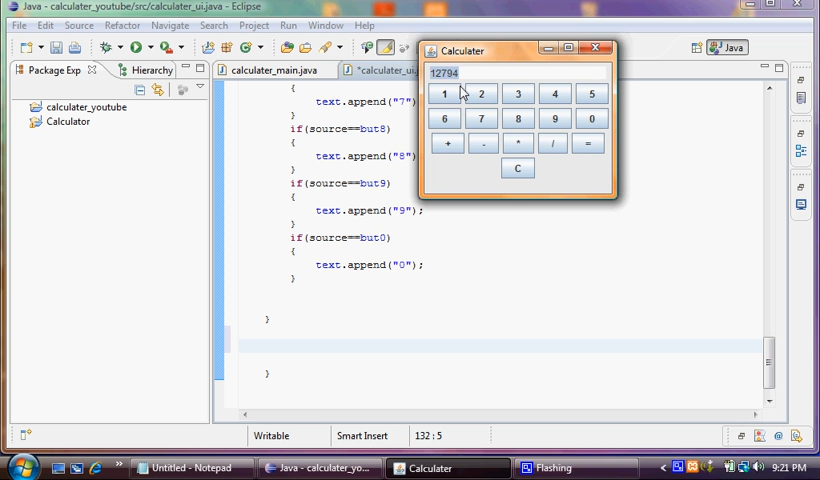 Java - calculater_youtube/src/calculater_ui.java - Eclipse
File Edit Source Refactor Navigate Search Project Run Window Help
Java
Package Exp Hierarchy
calculater_main.java *calculater_ui.j
calculater_youtube
Calculator
{
text.append("7")
}
if(source==but8)
{
text.append("8")
}
if(source==but9)
{
text.append("9");
}
if(source==but0)
{
text.append("0");
}
}
}
Calculater
12794
1 2 3 4 5
6 7 8 9 0
+ - * / =
C
Writable Smart Insert 132 : 5
Untitled - Notepad Java - calculater_yo... Calculater Flashing 9:21 PM